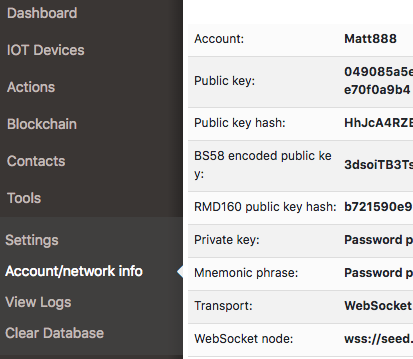 Dashboard
IOT Devices
Actions
Blockchain
Contacts
Tools
Settings
Account/network info
View Logs
Clear Database
Account: Matt888
Public key: 049085a5e
e70f0a9b4
Public key hash: HhJcA4RZE
BS58 encoded public ke
y: 3dsoiTB3Ts
RMD160 public key hash: b721590e9
Private key: Password p
Mnemonic phrase: Password p
Transport: WebSocket
WebSocket node: wss://seed.